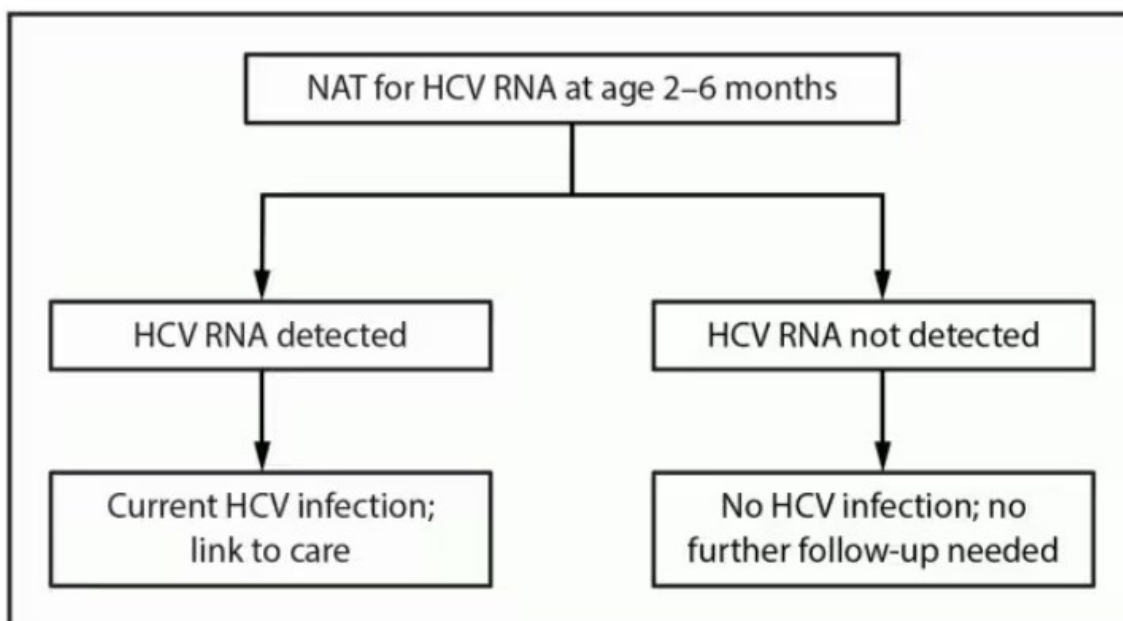 NAT for HCV RNA at age 2–6 months
HCV RNA detected
HCV RNA not detected
Current HCV infection;
link to care
No HCV infection; no
further follow-up needed